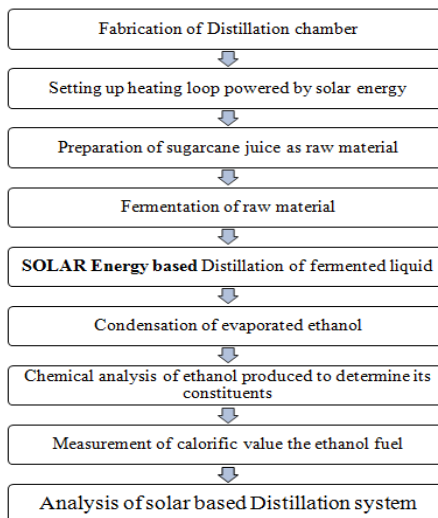 Fabrication of Distillation chamber
Setting up heating loop powered by solar energy
Preparation of sugarcane juice as raw material
Fermentation of raw material
SOLAR Energy based Distillation of fermented liquid
Condensation of evaporated ethanol
Chemical analysis of ethanol produced to determine its
constituents
Measurement of calorific value the ethanol fuel
Analysis of solar based Distillation system